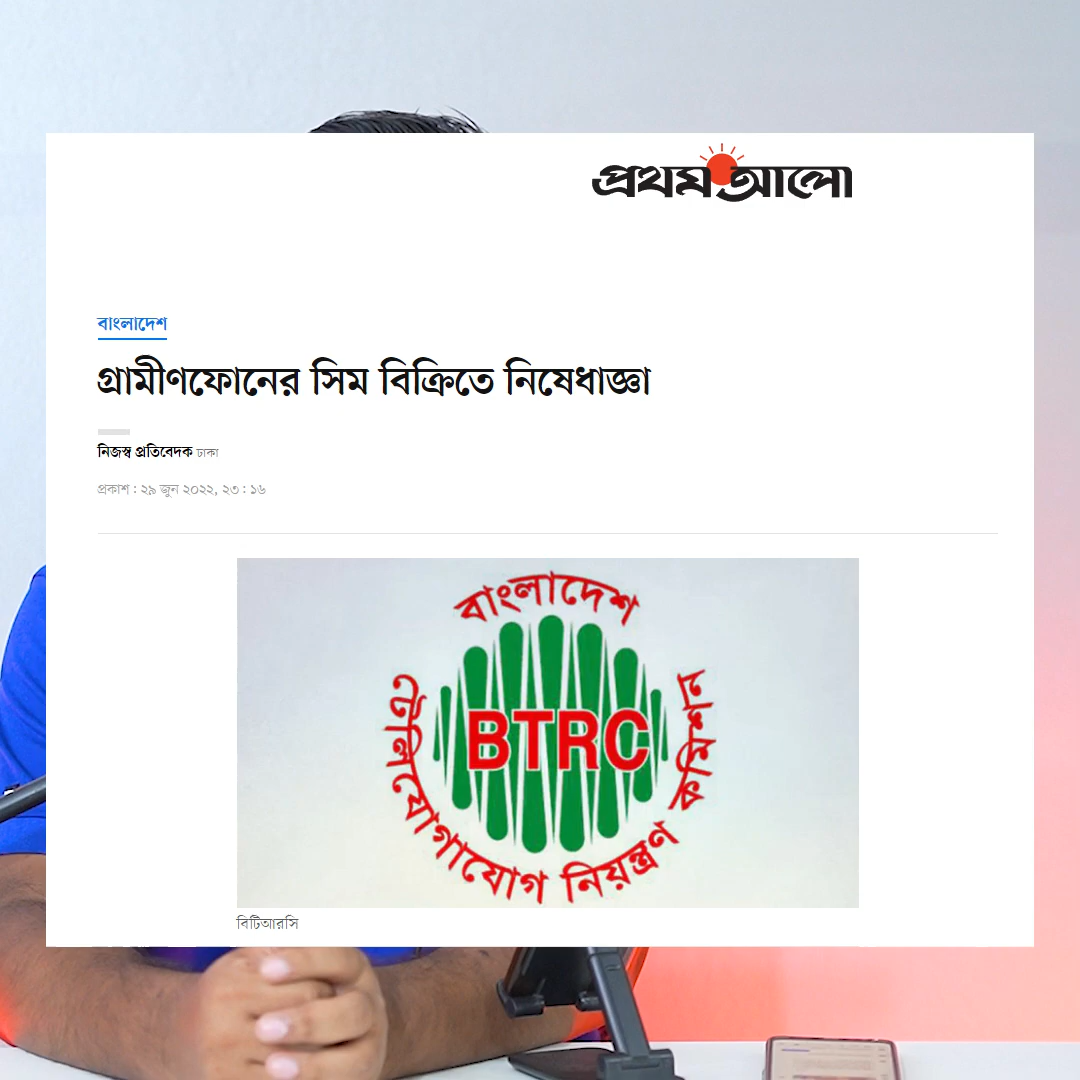 প্রথম আলো
বাংলাদেশ
গ্রামীণফোনের সিম বিক্রিতে নিষেধাজ্ঞা
নিজস্ব প্রতিবেদক ঢাকা
প্রকাশ : ২৯ জুন ২০২২, ২৩ : ১৬
বাংলাদেশ
টেলিযোগাযোগ নিয়ন্ত্রণ কমিশন
BTRC
বিটিআরসি